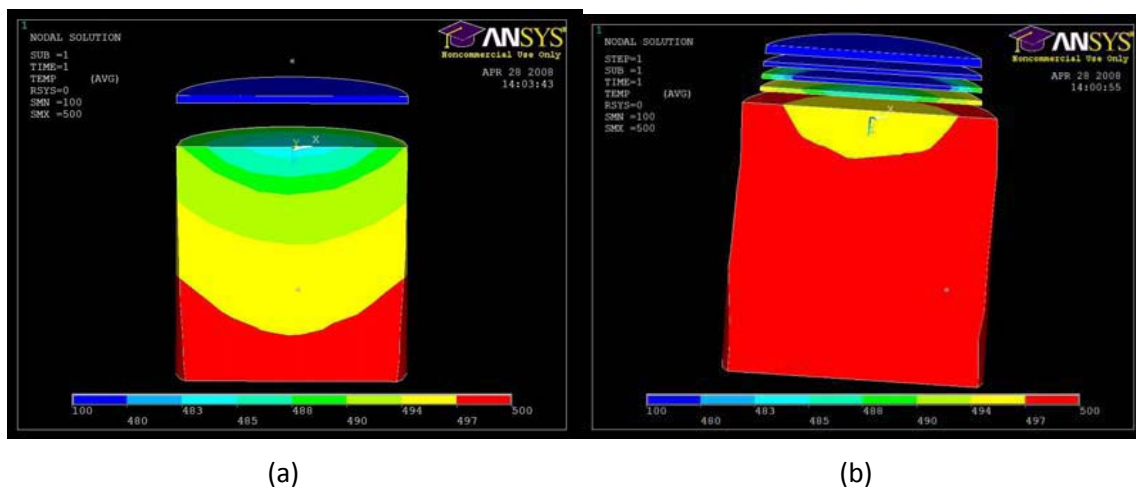 1
NODAL SOLUTION
SUB =1
TIME=1
TEMP (AVG)
RSYS=0
SMN =100
SMX =500
ANSYS
Noncommercial Use Only
APR 28 2008
14:03:43
Y X
100 483 488 494 500
480 485 490 497
(a)
1
NODAL SOLUTION
STEP=1
SUB =1
TIME=1
TEMP (AVG)
RSYS=0
SMN =100
SMX =500
ANSYS
Noncommercial Use Only
APR 28 2008
14:00:55
X
100 483 488 494 500
480 485 490 497
(b)